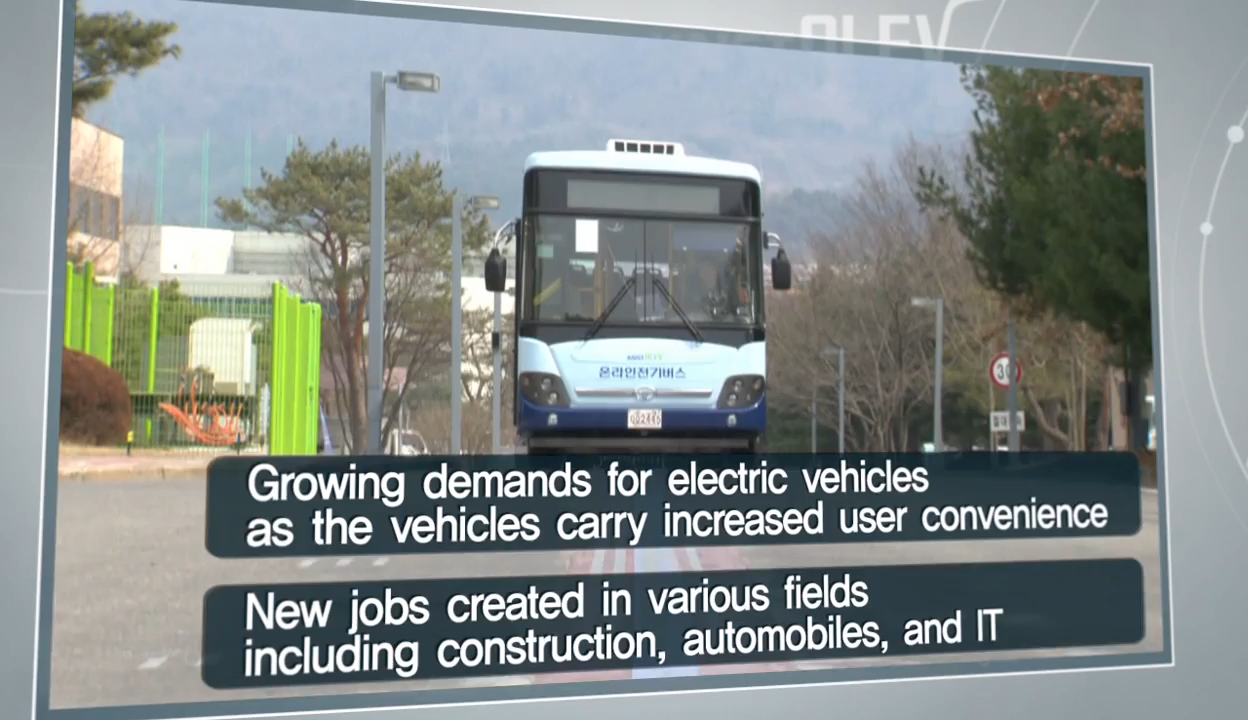 OLEV
온라인전기버스
30
Growing demands for electric vehicles
as the vehicles carry increased user convenience
New jobs created in various fields
including construction, automobiles, and IT